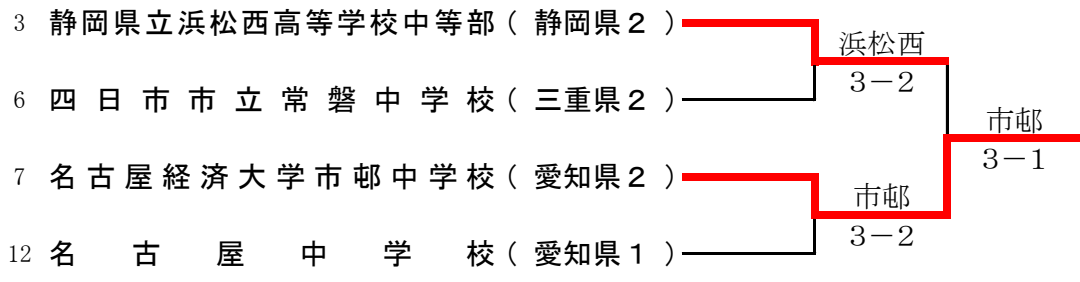 3 静岡県立浜松西高等学校中等部（ 静岡県２ ）
浜松西
３－２
6 四日市市立常磐中学校（ 三重県２ ）
市邨
３－１
7 名古屋経済大学市邨中学校（ 愛知県２ ）
市邨
３－２
12 名古屋中学校（ 愛知県１ ）